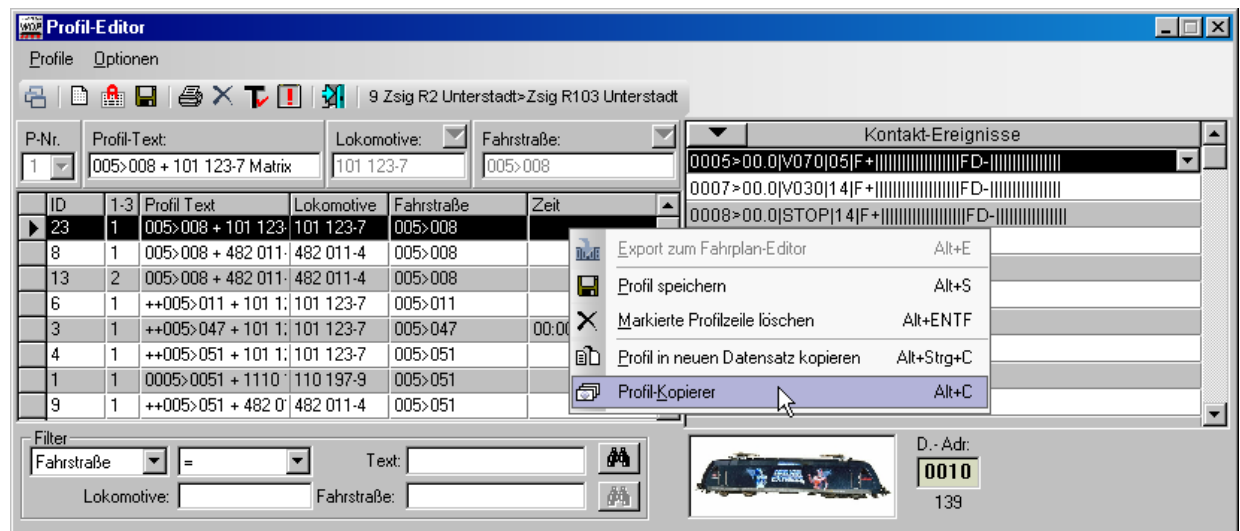 Profil-Editor
Profile Optionen
9 Zsig R2 Unterstadt>Zsig R103 Unterstadt
P-Nr. Profil-Text: Lokomotive: Fahrstraße:
1 005>008 + 101 123-7 Matrix 101 123-7 005>008
Kontakt-Ereignisse
0005>00.0|V070|05|F+||||||||||||||||||FD-||||||||||||||
0007>00.0|V030|14|F+||||||||||||||||||FD-||||||||||||||
0008>00.0|STOP|14|F+||||||||||||||||||FD-||||||||||||||
ID 1-3 Profil Text Lokomotive Fahrstraße Zeit
23 1 005>008 + 101 123- 101 123-7 005>008
8 1 005>008 + 482 011- 482 011-4 005>008
13 2 005>008 + 482 011- 482 011-4 005>008
6 1 ++005>011 + 101 1 101 123-7 005>011
3 1 ++005>047 + 101 1 101 123-7 005>047 00:00
4 1 ++005>051 + 101 1 101 123-7 005>051
1 1 0005>0051 + 1110 110 197-9 005>051
9 1 ++005>051 + 482 0 482 011-4 005>051
Export zum Fahrplan-Editor Alt+E
Profil speichern Alt+S
Markierte Profilzeile löschen Alt+ENTF
Profil in neuen Datensatz kopieren Alt+Strg+C
Profil-Kopierer Alt+C
Filter
Fahrstraße = Text:
Lokomotive: Fahrstraße:
D.- Adr:
0010
139